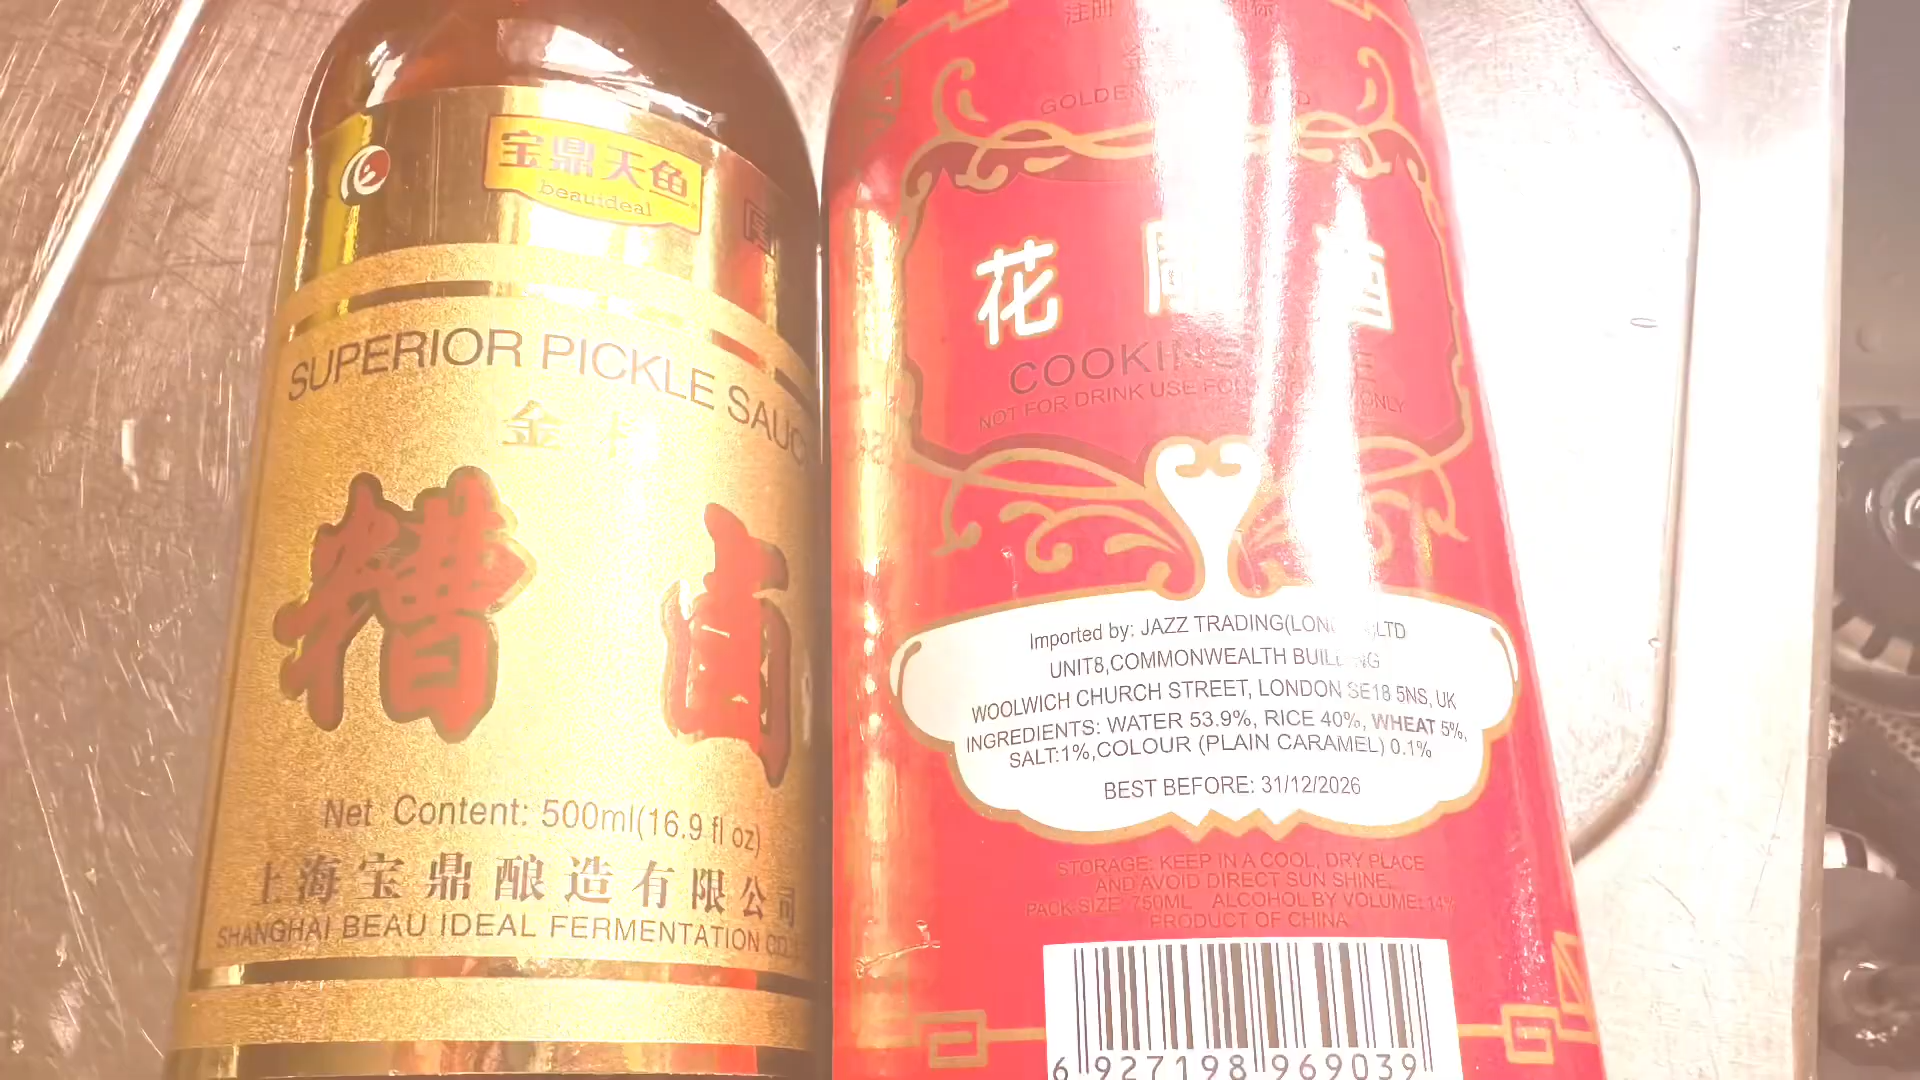 宝鼎天鱼
beauideal
SUPERIOR PICKLE SAUC
金
糟 卤
Net Content: 500ml(16.9 fl oz)
上海宝鼎酿造有限公司
SHANGHAI BEAU IDEAL FERMENTATION CO.,
注册
花 酒
NOT FOR DRINK USE ONLY
Imported by: JAZZ TRADING(LON LTD
UNIT8,COMMONWEALTH
WOOLWICH CHURCH STREET, LONDON SE18 5NS, UK
INGREDIENTS: WATER 53.9%, RICE 40%, WHEAT 5%,
SALT:1%,COLOUR (PLAIN CARAMEL) 0.1%
BEST BEFORE: 31/12/2026
STORAGE: KEEP IN A COOL, DRY PLACE
AND AVOID DIRECT SUN SHINE.
PACK SIZE: 750ML ALCOHOL BY VOLUME: 14%
PRODUCT OF CHINA
6 927198 969039